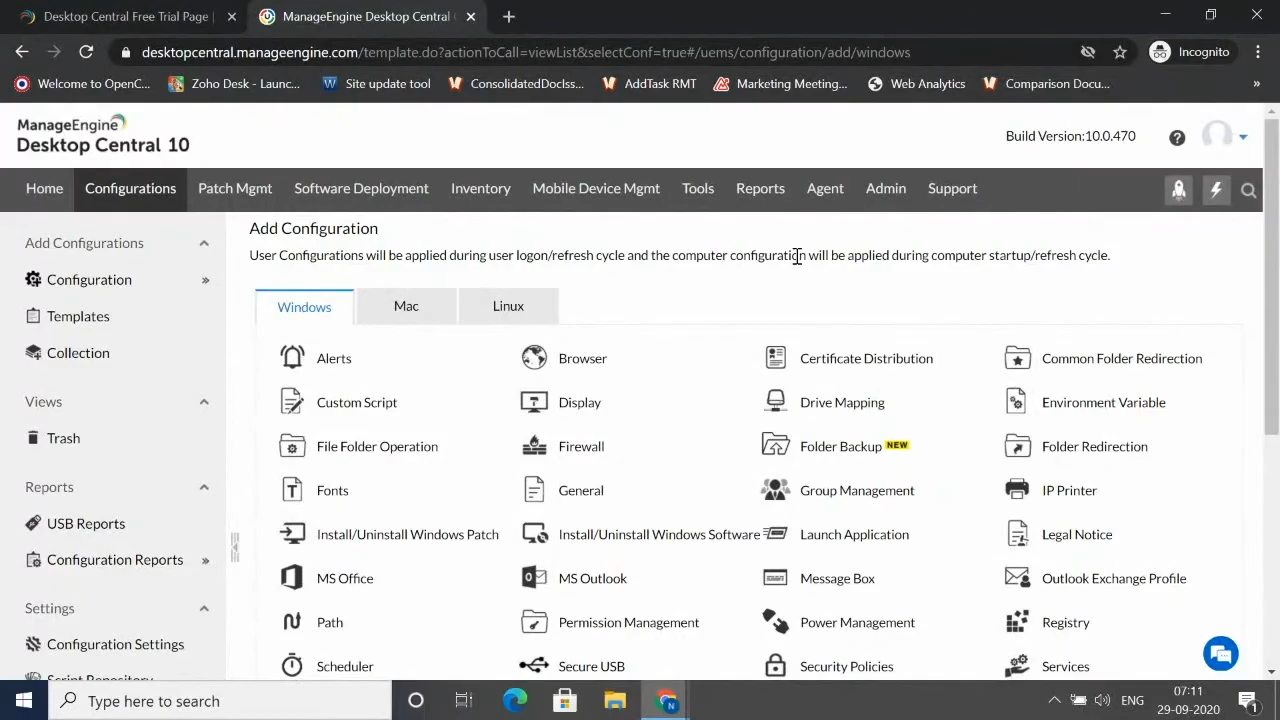 Desktop Central Free Trial Page |
ManageEngine Desktop Central
desktopcentral.manageengine.com/template.do?actionToCall=viewList&selectConf=true#/uems/configuration/add/windows
Incognito
Welcome to OpenC...
Zoho Desk - Launc...
Site update tool
ConsolidatedDocIss...
AddTask RMT
Marketing Meeting...
Web Analytics
Comparison Docu...
»
ManageEngine
Desktop Central 10
Build Version:10.0.470
Home
Configurations
Patch Mgmt
Software Deployment
Inventory
Mobile Device Mgmt
Tools
Reports
Agent
Admin
Support
Add Configurations
Configuration
Templates
Collection
Views
Trash
Reports
USB Reports
Configuration Reports
Settings
Configuration Settings
Script Repository
Add Configuration
User Configurations will be applied during user logon/refresh cycle and the computer configuration will be applied during computer startup/refresh cycle.
Windows
Mac
Linux
Alerts
Browser
Certificate Distribution
Common Folder Redirection
Custom Script
Display
Drive Mapping
Environment Variable
File Folder Operation
Firewall
Folder Backup NEW
Folder Redirection
Fonts
General
Group Management
IP Printer
Install/Uninstall Windows Patch
Install/Uninstall Windows Software
Launch Application
Legal Notice
MS Office
MS Outlook
Message Box
Outlook Exchange Profile
Path
Permission Management
Power Management
Registry
Scheduler
Secure USB
Security Policies
Services
Type here to search
N
ENG
07:11
29-09-2020
1